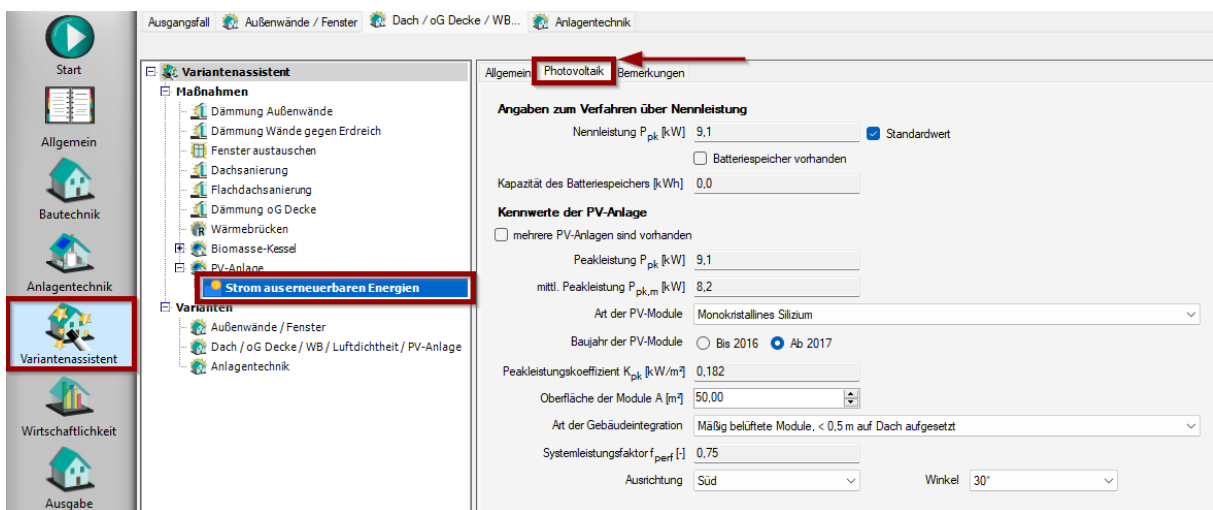 Ausgangsfall Außenwände / Fenster Dach / oG Decke / WB... Anlagentechnik
Start
Allgemein
Bautechnik
Anlagentechnik
Variantenassistent
Wirtschaftlichkeit
Ausgabe
Variantenassistent
Maßnahmen
Dämmung Außenwände
Dämmung Wände gegen Erdreich
Fenster austauschen
Dachsanierung
Flachdachsanierung
Dämmung oG Decke
Wärmebrücken
Biomasse-Kessel
PV-Anlage
Strom aus erneuerbaren Energien
Varianten
Außenwände / Fenster
Dach / oG Decke / WB / Luftdichtheit / PV-Anlage
Anlagentechnik
Allgemein Photovoltaik Bemerkungen
Angaben zum Verfahren über Nennleistung
Nennleistung Ppk [kW] 9,1 Standardwert
Batteriespeicher vorhanden
Kapazität des Batteriespeichers [kWh] 0,0
Kennwerte der PV-Anlage
mehrere PV-Anlagen sind vorhanden
Peakleistung Ppk [kW] 9,1
mittl. Peakleistung Ppk,m [kW] 8,2
Art der PV-Module Monokristallines Silizium
Baujahr der PV-Module Bis 2016 Ab 2017
Peakleistungskoeffizient Kpk [kW/m²] 0,182
Oberfläche der Module A [m²] 50,00
Art der Gebäudeintegration Mäßig belüftete Module, < 0,5 m auf Dach aufgesetzt
Systemleistungsfaktor fperf [-] 0,75
Ausrichtung Süd Winkel 30°